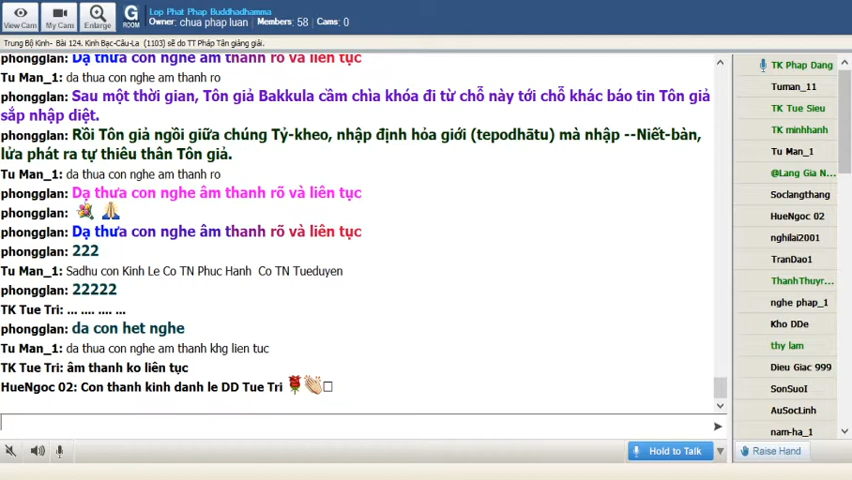 Lop Phat Phap Buddhadhamma
Owner: chua phap luan Members: 58 Cams: 0
View Cam My Cams Enlarge G ROOM
Trung Bộ Kinh- Bài 124. Kinh Bạc-Câu-La (1103) sẽ do TT Pháp Tân giảng giải.
phongglan: Dạ thưa con nghe âm thanh rõ và liên tục
Tu Man_1: da thua con nghe am thanh ro
phongglan: Sau một thời gian, Tôn giả Bakkula cầm chìa khóa đi từ chỗ này tới chỗ khác báo tin Tôn giả
sắp nhập diệt.
phongglan: Rồi Tôn giả ngồi giữa chúng Tỷ-kheo, nhập định hỏa giới (tepodhātu) mà nhập --Niết-bàn,
lửa phát ra tự thiêu thân Tôn giả.
Tu Man_1: da thua con nghe am thanh ro
phongglan: Dạ thưa con nghe âm thanh rõ và liên tục
phongglan:
phongglan: Dạ thưa con nghe âm thanh rõ và liên tục
phongglan: 222
Tu Man_1: Sadhu con Kinh Le Co TN Phuc Hanh Co TN Tueduyen
phongglan: 22222
TK Tue Tri: ... .... .... ...
phongglan: da con het nghe
Tu Man_1: da thua con nghe am thanh khg lien tuc
TK Tue Tri: âm thanh ko liên tục
HueNgoc 02: Con thanh kinh danh le DD Tue Tri
Hold to Talk
TK Phap Dang
Tuman_11
TK Tue Sieu
TK minhhanh
Tu Man_1
@Lang Gia N...
Soclangthang
HueNgoc 02
nghilai2001
TranDao1
ThanhThuyr...
nghe phap_1
Kho DDe
thy lam
Dieu Giac 999
SonSuoI
AuSocLinh
nam-ha_1
Raise Hand